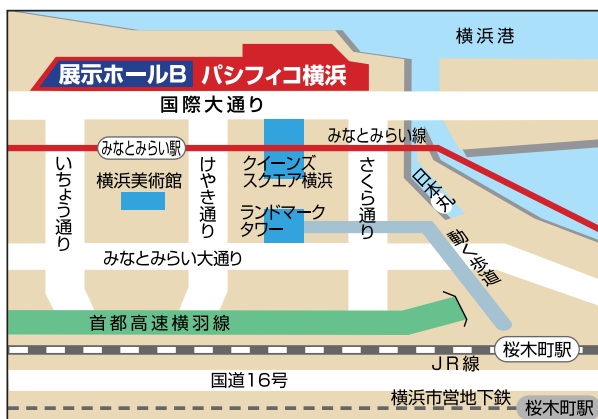 横浜港
展示ホールB パシフィコ横浜
国際大通り
みなとみらい線
みなとみらい駅
いちょう通り
けやき通り
さくら通り
クイーンズ
スクエア横浜
横浜美術館
日本丸
ランドマーク
タワー
動く歩道
みなとみらい大通り
首都高速横羽線
桜木町駅
JR線
国道16号
横浜市営地下鉄
桜木町駅